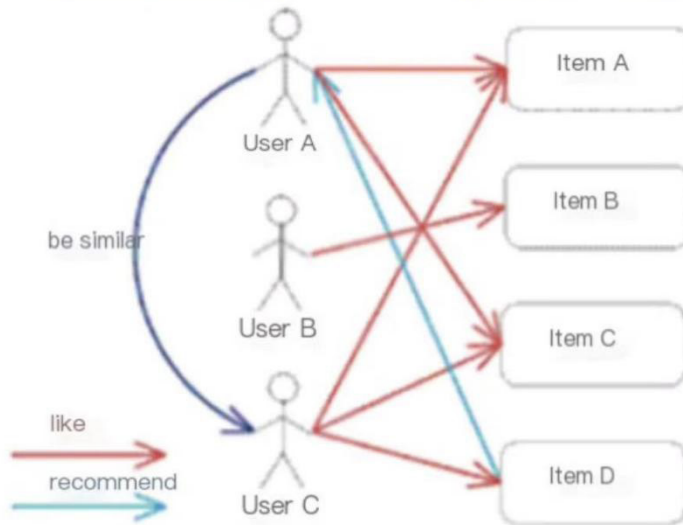 Item A
User A
Item B
be similar
User B
Item C
like
recommend
Item D
User C